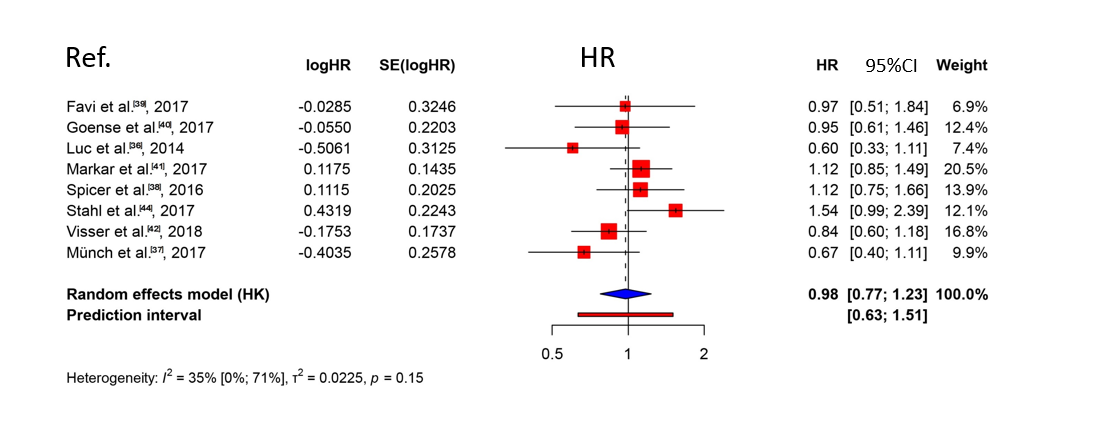 Ref. HR
logHR SE(logHR) HR 95%CI Weight
Favi et al.[39], 2017 -0.0285 0.3246 0.97 [0.51; 1.84] 6.9%
Goense et al.[40], 2017 -0.0550 0.2203 0.95 [0.61; 1.46] 12.4%
Luc et al.[36], 2014 -0.5061 0.3125 0.60 [0.33; 1.11] 7.4%
Markar et al.[41], 2017 0.1175 0.1435 1.12 [0.85; 1.49] 20.5%
Spicer et al.[38], 2016 0.1115 0.2025 1.12 [0.75; 1.66] 13.9%
Stahl et al.[44], 2017 0.4319 0.2243 1.54 [0.99; 2.39] 12.1%
Visser et al.[42], 2018 -0.1753 0.1737 0.84 [0.60; 1.18] 16.8%
Münch et al.[37], 2017 -0.4035 0.2578 0.67 [0.40; 1.11] 9.9%
Random effects model (HK) 0.98 [0.77; 1.23] 100.0%
Prediction interval [0.63; 1.51]
0.5 1 2
Heterogeneity: I² = 35% [0%; 71%], τ² = 0.0225, p = 0.15